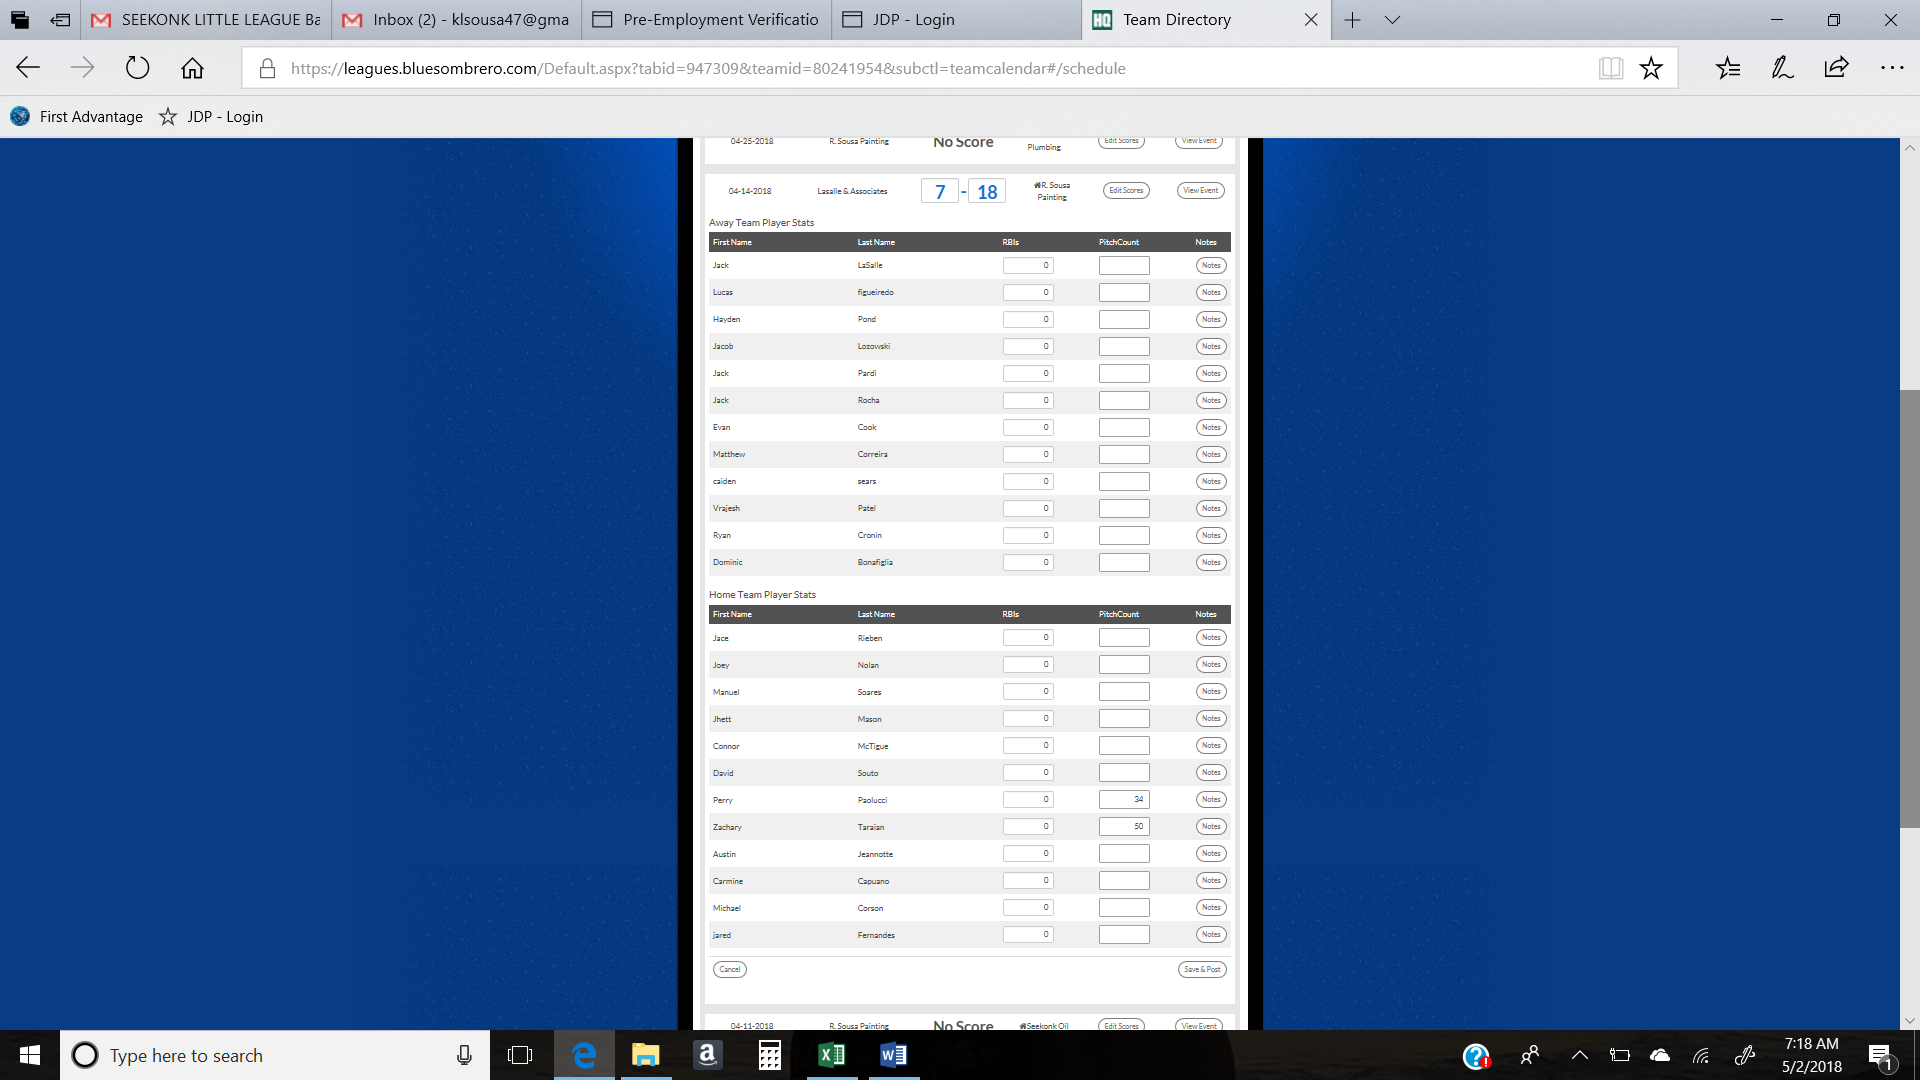 SEEKONK LITTLE LEAGUE Ba
Inbox (2) - klsousa47@gma
Pre-Employment Verificatio
JDP - Login
HQ Team Directory
https://leagues.bluesombrero.com/Default.aspx?tabid=947309&teamid=80241954&subctl=teamcalendar#/schedule
First Advantage JDP - Login
04-25-2018 R. Sousa Painting No Score Plumbing Edit Scores View Event
04-14-2018 Lasalle & Associates 7 - 18 R. Sousa Painting Edit Scores View Event
Away Team Player Stats
First Name Last Name RBIs PitchCount Notes
Jack LaSalle 0 Notes
Lucas figueiredo 0 Notes
Hayden Pond 0 Notes
Jacob Lozowski 0 Notes
Jack Pardi 0 Notes
Jack Rocha 0 Notes
Evan Cook 0 Notes
Matthew Correira 0 Notes
caiden sears 0 Notes
Vrajesh Patel 0 Notes
Ryan Cronin 0 Notes
Dominic Bonafiglia 0 Notes
Home Team Player Stats
First Name Last Name RBIs PitchCount Notes
Jace Rieben 0 Notes
Joey Nolan 0 Notes
Manuel Soares 0 Notes
Jhett Mason 0 Notes
Connor McTigue 0 Notes
David Souto 0 Notes
Perry Paolucci 0 34 Notes
Zachary Taraian 0 50 Notes
Austin Jeannotte 0 Notes
Carmine Capuano 0 Notes
Michael Corson 0 Notes
jared Fernandes 0 Notes
Cancel Save & Post
04-11-2018 R. Sousa Painting No Score Seekonk Oil Edit Scores View Event
Type here to search
7:18 AM
5/2/2018
1